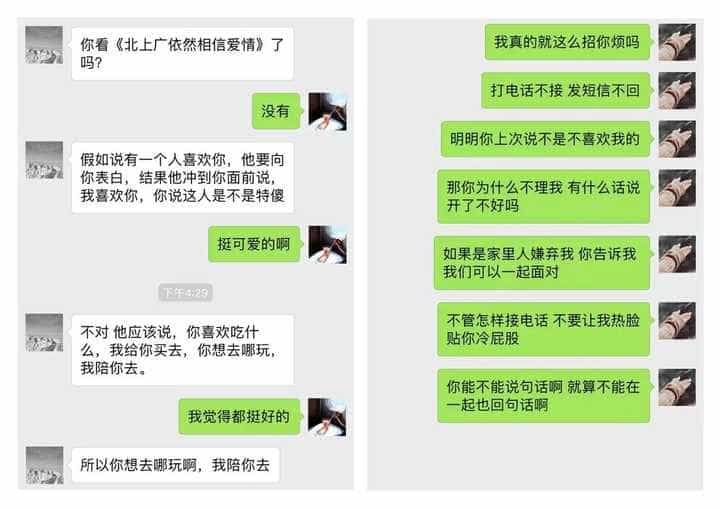 你看《北上广依然相信爱情》了
吗?
没有
假如说有一个人喜欢你，他要向
你表白，结果他冲到你面前说，
我喜欢你，你说这人是不是特傻
挺可爱的啊
下午4:29
不对 他应该说，你喜欢吃什
么，我给你买去，你想去哪玩，
我陪你去。
我觉得都挺好的
所以你想去哪玩啊，我陪你去
我真的就这么招你烦吗
打电话不接 发短信不回
明明你上次说不是不喜欢我的
那你为什么不理我 有什么话说
开了不好吗
如果是家里人嫌弃我 你告诉我
我们可以一起面对
不管怎样接电话 不要让我热脸
贴你冷屁股
你能不能说句话啊 就算不能在
一起也回句话啊